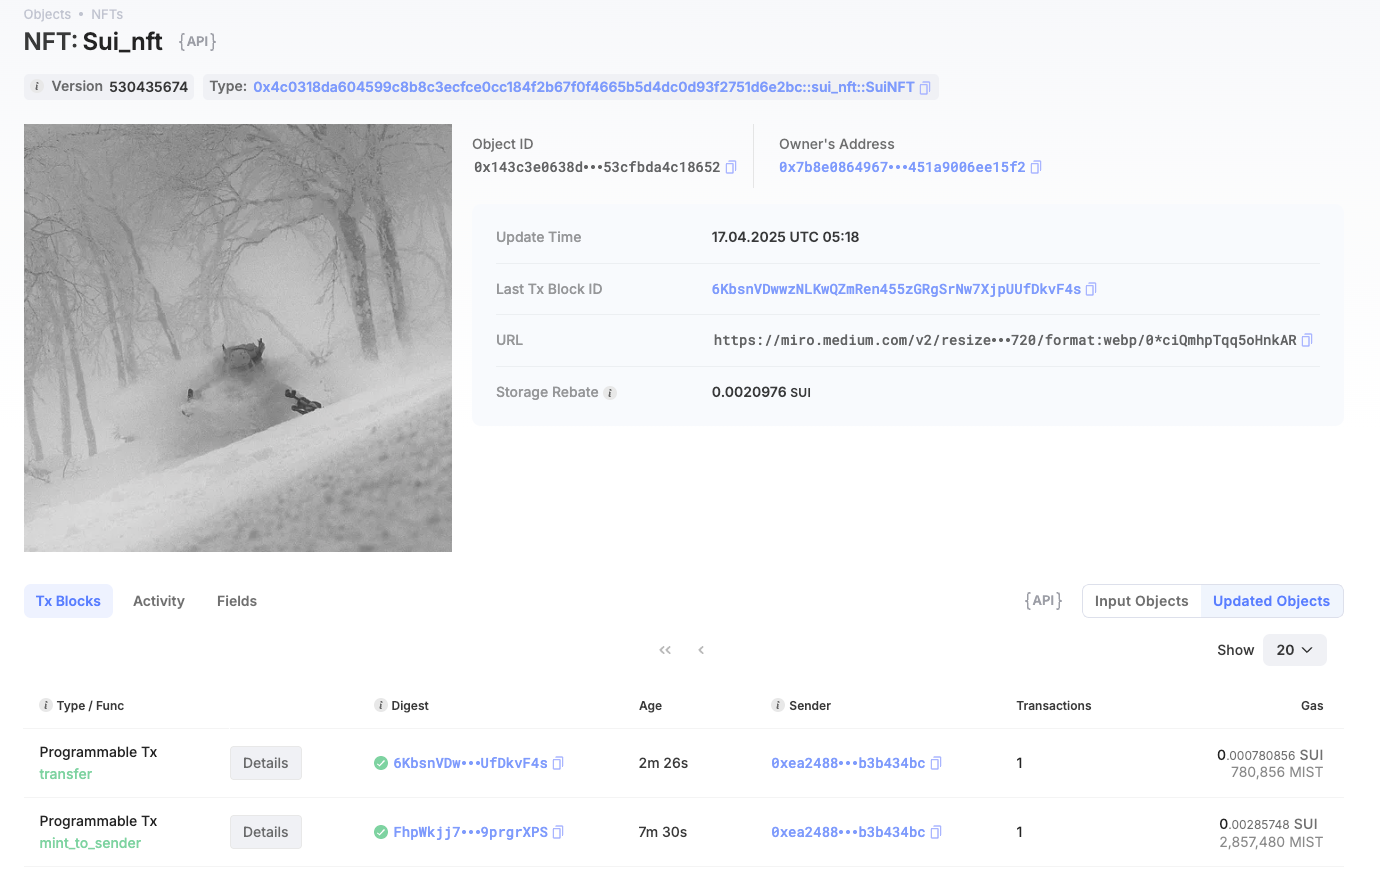 Objects • NFTs
NFT: Sui_nft {API}
i Version 530435674 Type: 0x4c0318da604599c8b8c3ecfce0cc184f2b67f0f4665b5d4dc0d93f2751d6e2bc::sui_nft::SuiNFT
Object ID
0x143c3e0638d•••53cfbda4c18652
Owner's Address
0x7b8e0864967•••451a9006ee15f2
Update Time 17.04.2025 UTC 05:18
Last Tx Block ID 6KbsnVDwwzNLKwQZmRen455zGRgSrNw7XjpUUfDkvF4s
URL https://miro.medium.com/v2/resize•••720/format:webp/0*ciQmhpTqq5oHnkAR
Storage Rebate i 0.0020976 SUI
Tx Blocks Activity Fields {API} Input Objects Updated Objects
Show 20
i Type / Func i Digest Age i Sender Transactions Gas
Programmable Tx
transfer
Details 6KbsnVDw•••UfDkvF4s 2m 26s 0xea2488•••b3b434bc 1 0.000780856 SUI
780,856 MIST
Programmable Tx
mint_to_sender
Details FhpWkjj7•••9prgrXPS 7m 30s 0xea2488•••b3b434bc 1 0.00285748 SUI
2,857,480 MIST